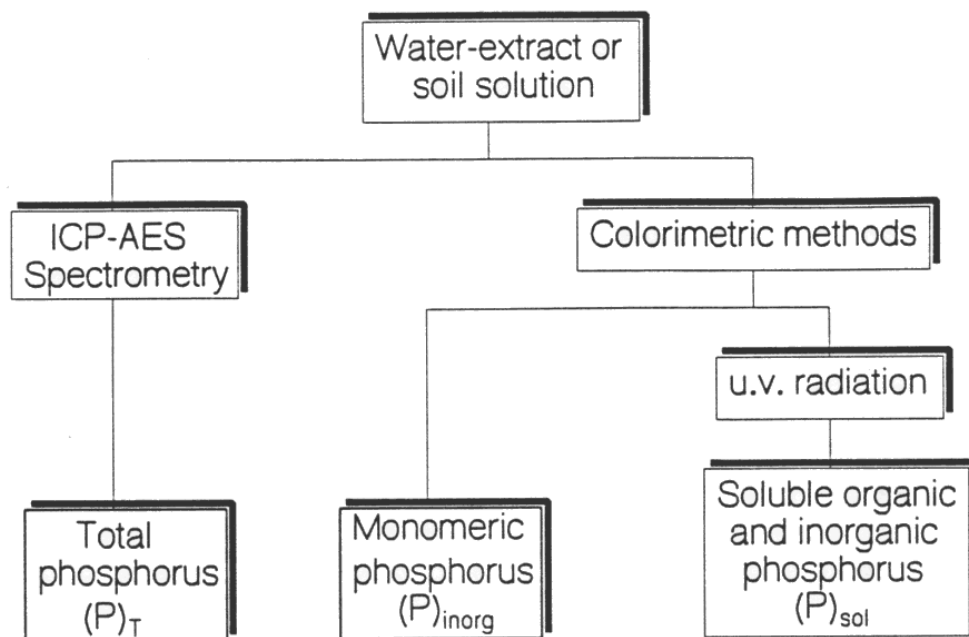 Water-extract or
soil solution
ICP-AES
Spectrometry
Colorimetric methods
u.v. radiation
Total
phosphorus
(P)T
Monomeric
phosphorus
(P)inorg
Soluble organic
and inorganic
phosphorus
(P)sol